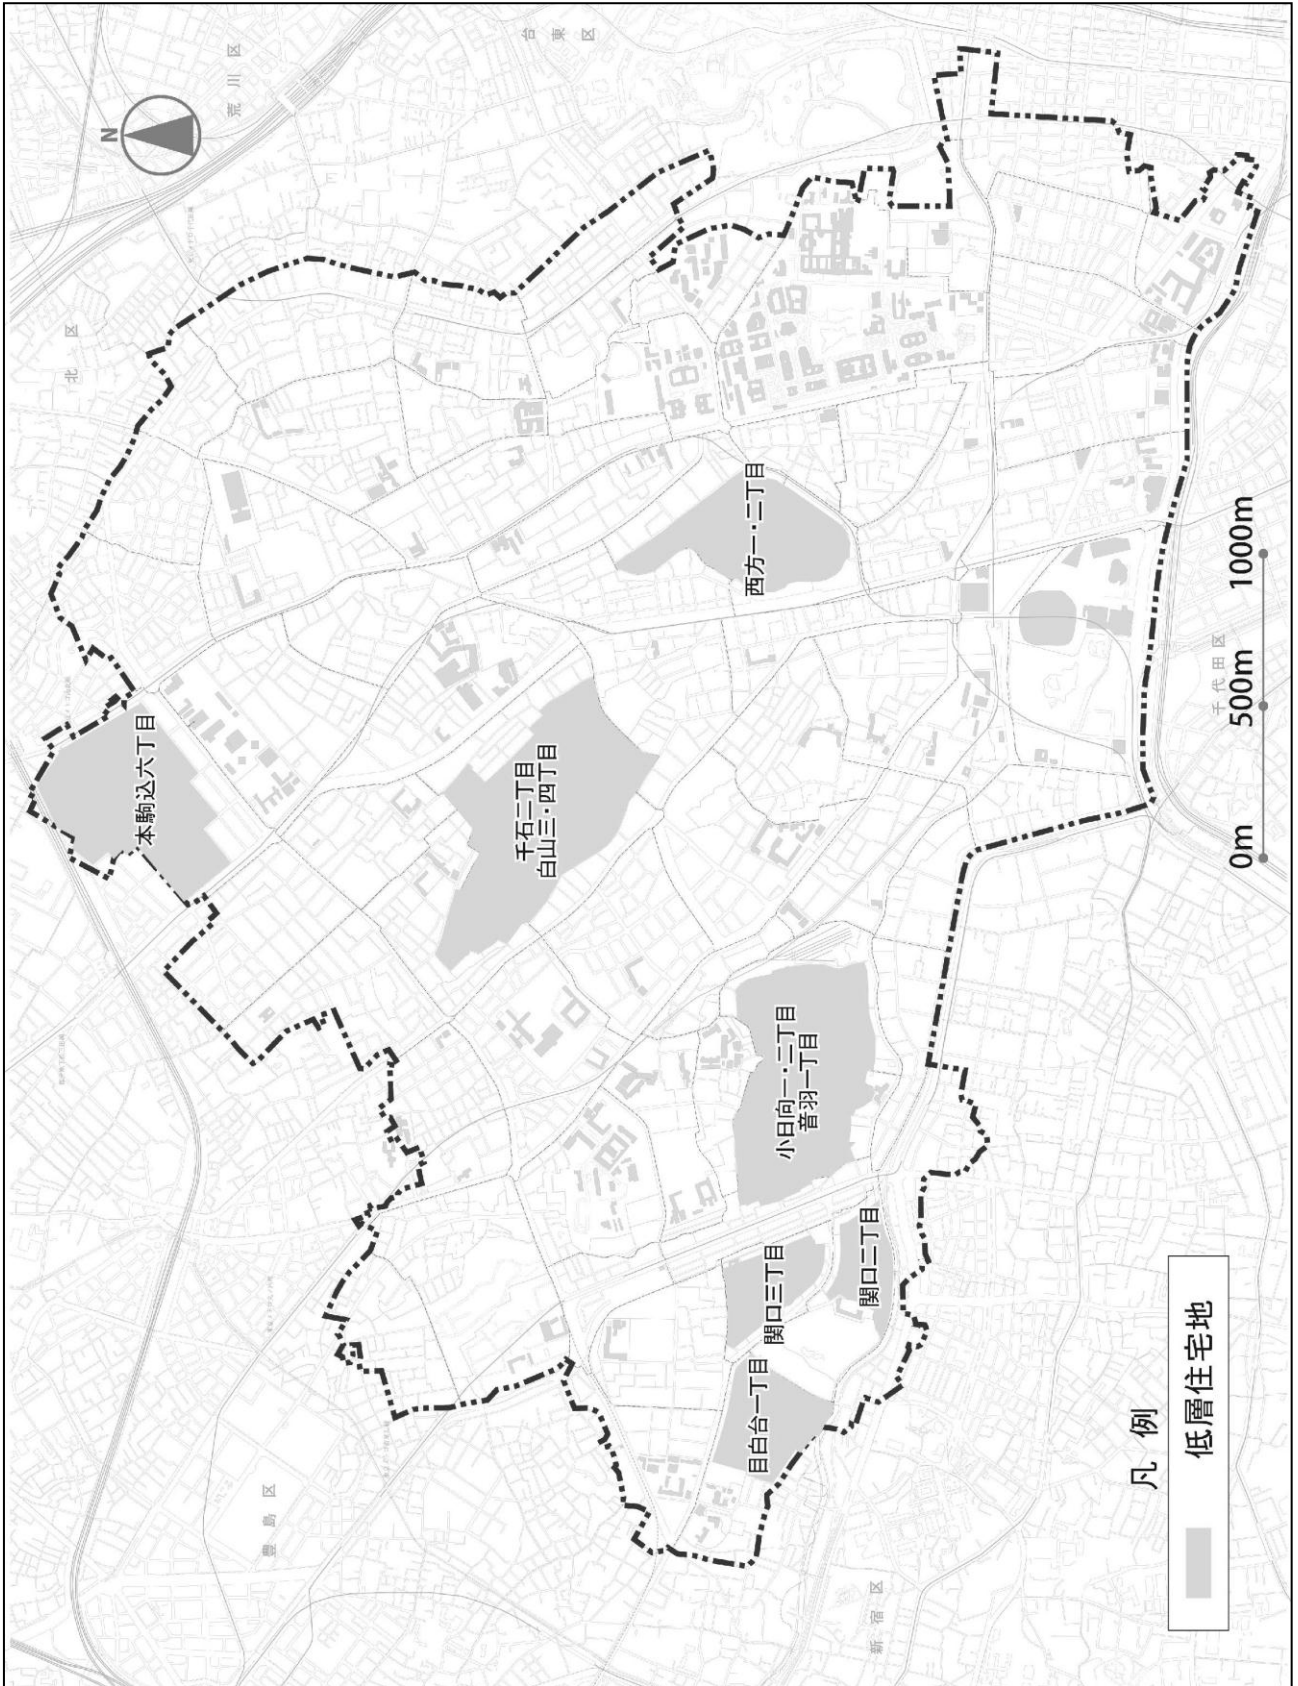 N
北区
荒川区
台東区
豊島区
新宿区
千代田区
本駒込六丁目
千石二丁目
白山三・四丁目
西方一・二丁目
小日向一・二丁目
音羽一丁目
関口三丁目
関口二丁目
目白台一丁目
0m 500m 1000m
凡例
低層住宅地